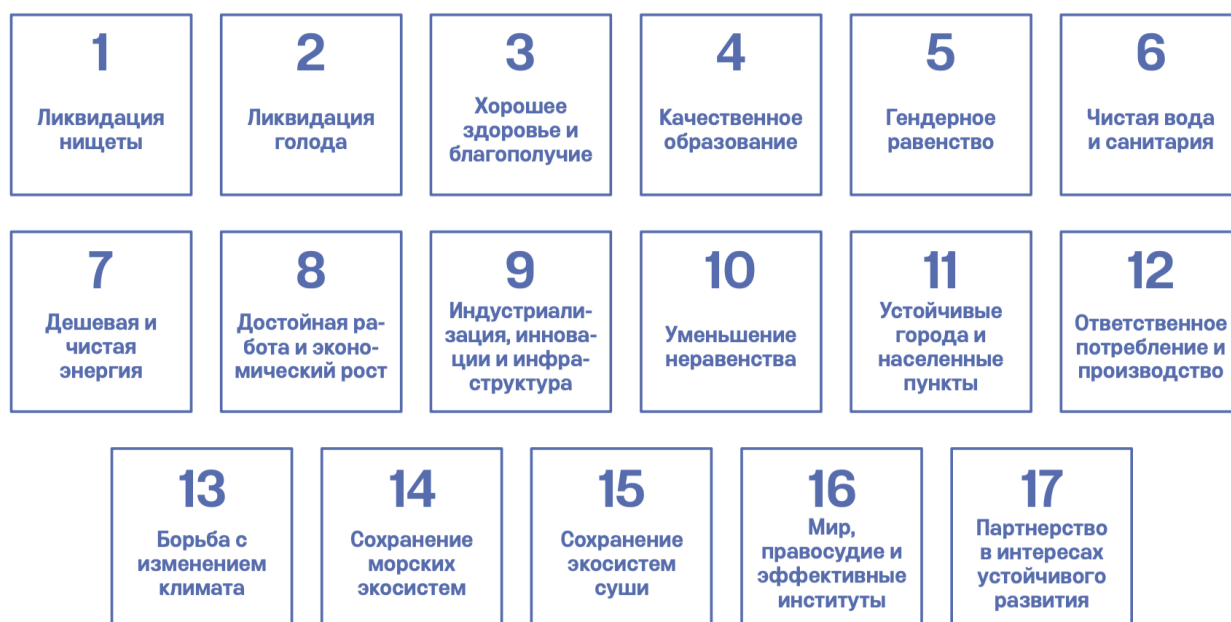 1
Ликвидация
нищеты
2
Ликвидация
голода
3
Хорошее
здоровье и
благополучие
4
Качественное
образование
5
Гендерное
равенство
6
Чистая вода
и санитария
7
Дешевая и
чистая
энергия
8
Достойная ра-
бота и эконо-
мический рост
9
Индустриали-
зация, иннова-
ции и инфра-
структура
10
Уменьшение
неравенства
11
Устойчивые
города и
населенные
пункты
12
Ответственное
потребление и
производство
13
Борьба с
изменением
климата
14
Сохранение
морских
экосистем
15
Сохранение
экосистем
суши
16
Мир,
правосудие и
эффективные
институты
17
Партнерство
в интересах
устойчивого
развития